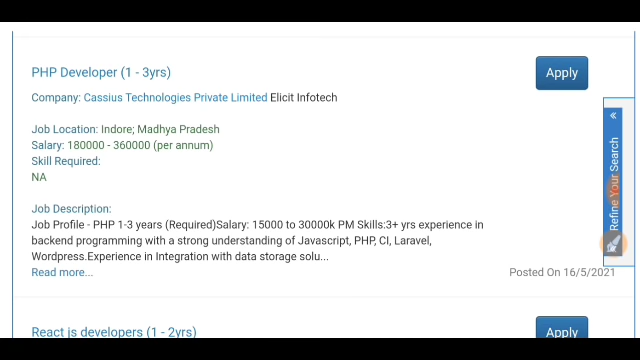 PHP Developer (1 - 3yrs)
Apply
Company: Cassius Technologies Private Limited Elicit Infotech
Job Location: Indore; Madhya Pradesh
Salary: 180000 - 360000 (per annum)
Skill Required:
NA
Job Description:
Job Profile - PHP 1-3 years (Required)Salary: 15000 to 30000k PM Skills:3+ yrs experience in
backend programming with a strong understanding of Javascript, PHP, CI, Laravel,
Wordpress.Experience in Integration with data storage solu...
Read more...
Posted On 16/5/2021
« Refine Your Search
React js developers (1 - 2yrs)
Apply